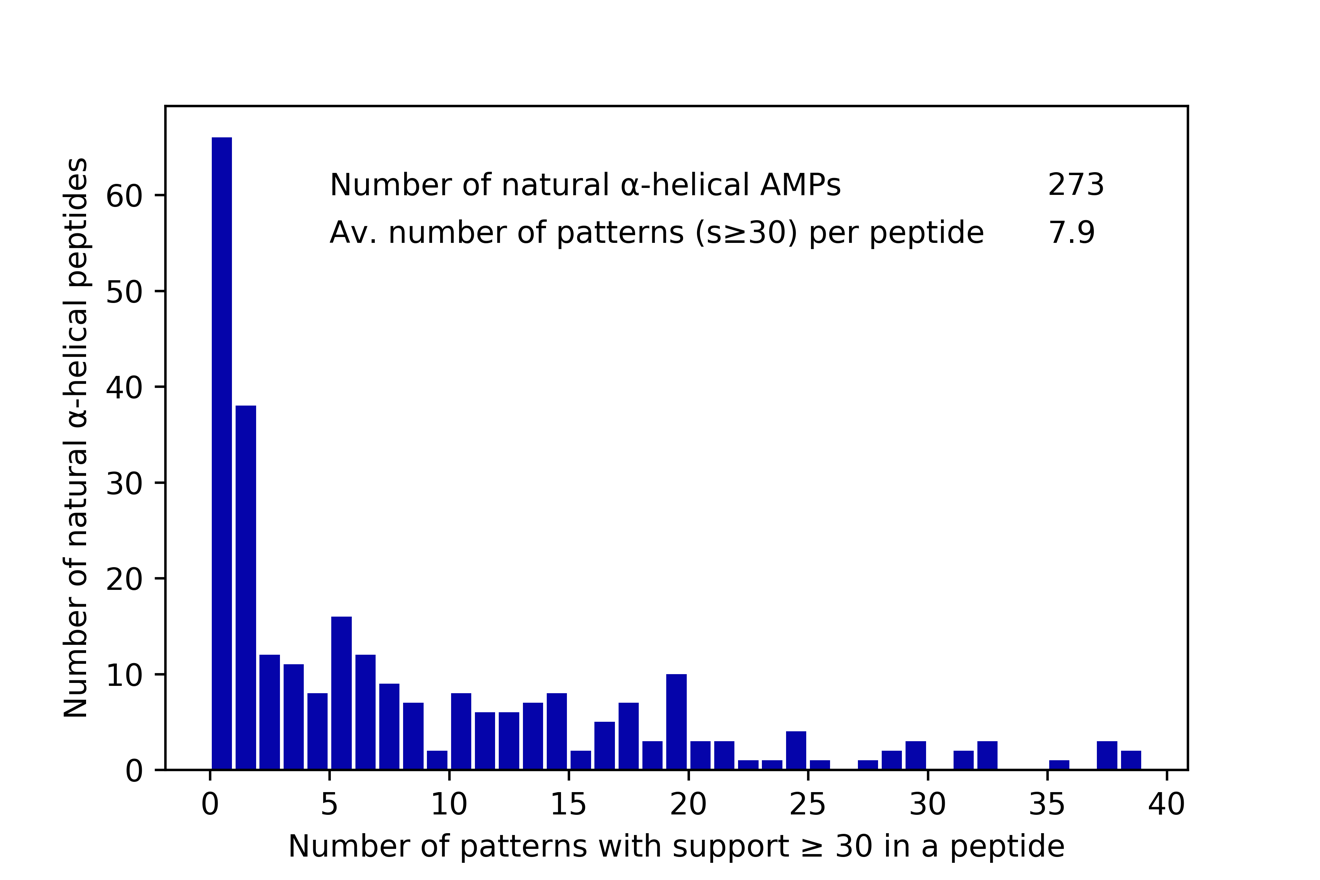 Number of natural α-helical AMPs 273
Av. number of patterns (s≥30) per peptide 7.9
Number of natural α-helical peptides
60
50
40
30
20
10
0
0 5 10 15 20 25 30 35 40
Number of patterns with support ≥ 30 in a peptide